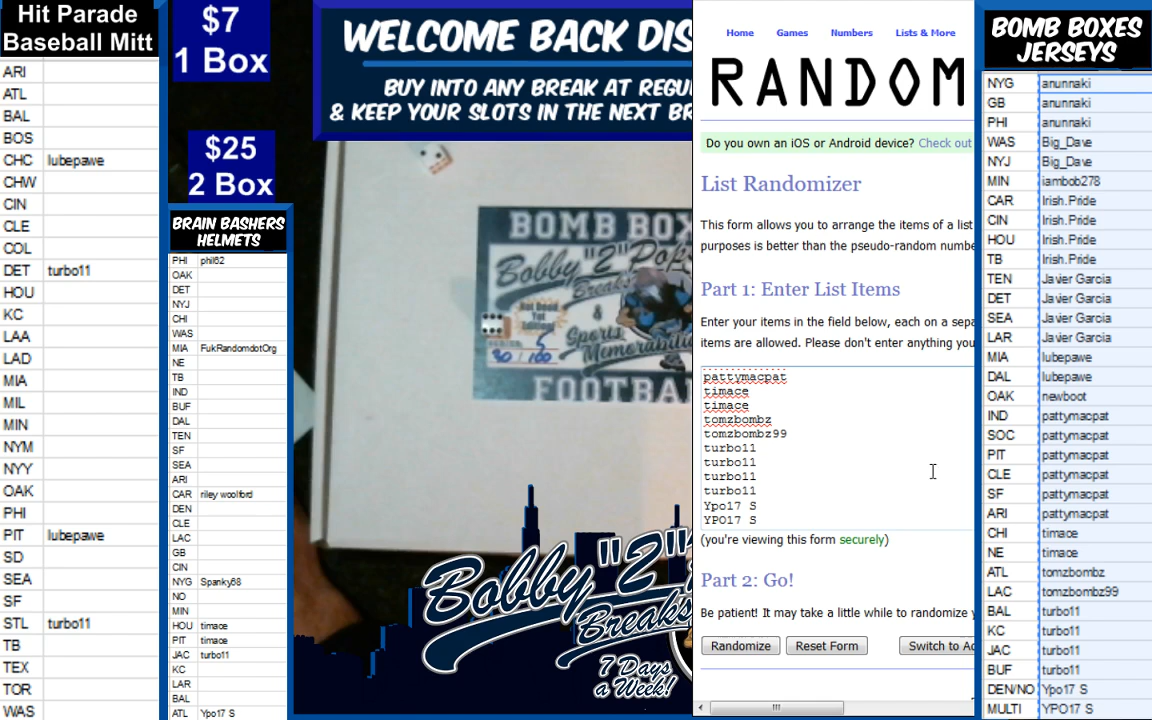 Hit Parade
Baseball Mitt
ARI
ATL
BAL
BOS
CHC lubepawe
CHW
CIN
CLE
COL
DET turbo11
HOU
KC
LAA
LAD
MIA
MIL
MIN
NYM
NYY
OAK
PHI
PIT lubepawe
SD
SEA
SF
STL turbo11
TB
TEX
TOR
WAS
$7
1 Box
$25
2 Box
BRAIN BASHERS
HELMETS
PHI phil62
OAK
DET
NYJ
CHI
WAS
MIA FukRandomdotOrg
NE
TB
IND
BUF
DAL
TEN
SF
SEA
ARI
CAR riley woolford
DEN
CLE
LAC
GB
CIN
NYG Spanky68
NO
MIN
HOU timace
PIT timace
JAC turbo11
KC
LAR
BAL
ATL Ypo17 S
WELCOME BACK DIS
BUY INTO ANY BREAK AT REGU
& KEEP YOUR SLOTS IN THE NEXT BR
BOMB BOX
Bobby "2" Pops
Breaks
&
Sports
Memorabili
Not Dead
Yet
Edition!
30/100
FOOTBA
Bobby "2"
Breaks
7 Days
a Week!
Home Games Numbers Lists & More
RANDOM
Do you own an iOS or Android device? Check out
List Randomizer
This form allows you to arrange the items of a list
purposes is better than the pseudo-random numbe
Part 1: Enter List Items
Enter your items in the field below, each on a sepa
items are allowed. Please don't enter anything you
pattymacpat
timace
timace
tomzbombz
tomzbombz99
turbo11
turbo11
turbo11
turbo11
Ypo17 S
YPO17 S
(you're viewing this form securely)
Part 2: Go!
Be patient! It may take a little while to randomize y
Randomize Reset Form Switch to Ad
BOMB BOXES
JERSEYS
NYG anunnaki
GB anunnaki
PHI anunnaki
WAS Big_Dave
NYJ Big_Dave
MIN iambob278
CAR Irish.Pride
CIN Irish.Pride
HOU Irish.Pride
TB Irish.Pride
TEN Javier Garcia
DET Javier Garcia
SEA Javier Garcia
LAR Javier Garcia
MIA lubepawe
DAL lubepawe
OAK newboot
IND pattymacpat
SOC pattymacpat
PIT pattymacpat
CLE pattymacpat
SF pattymacpat
ARI pattymacpat
CHI timace
NE timace
ATL tomzbombz
LAC tomzbombz99
BAL turbo11
KC turbo11
JAC turbo11
BUF turbo11
DEN/NO Ypo17 S
MULTI YPO17 S